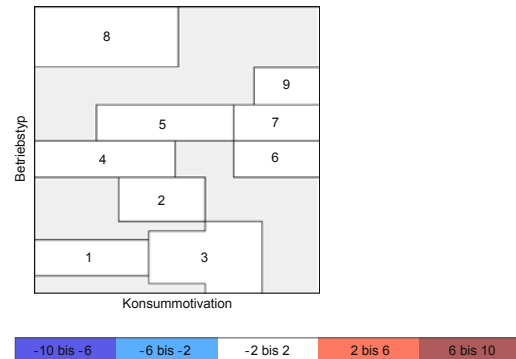 8
9
5
7
4
6
2
1
3
Betriebstyp
Konsummotivation
-10 bis -6
-6 bis -2
-2 bis 2
2 bis 6
6 bis 10